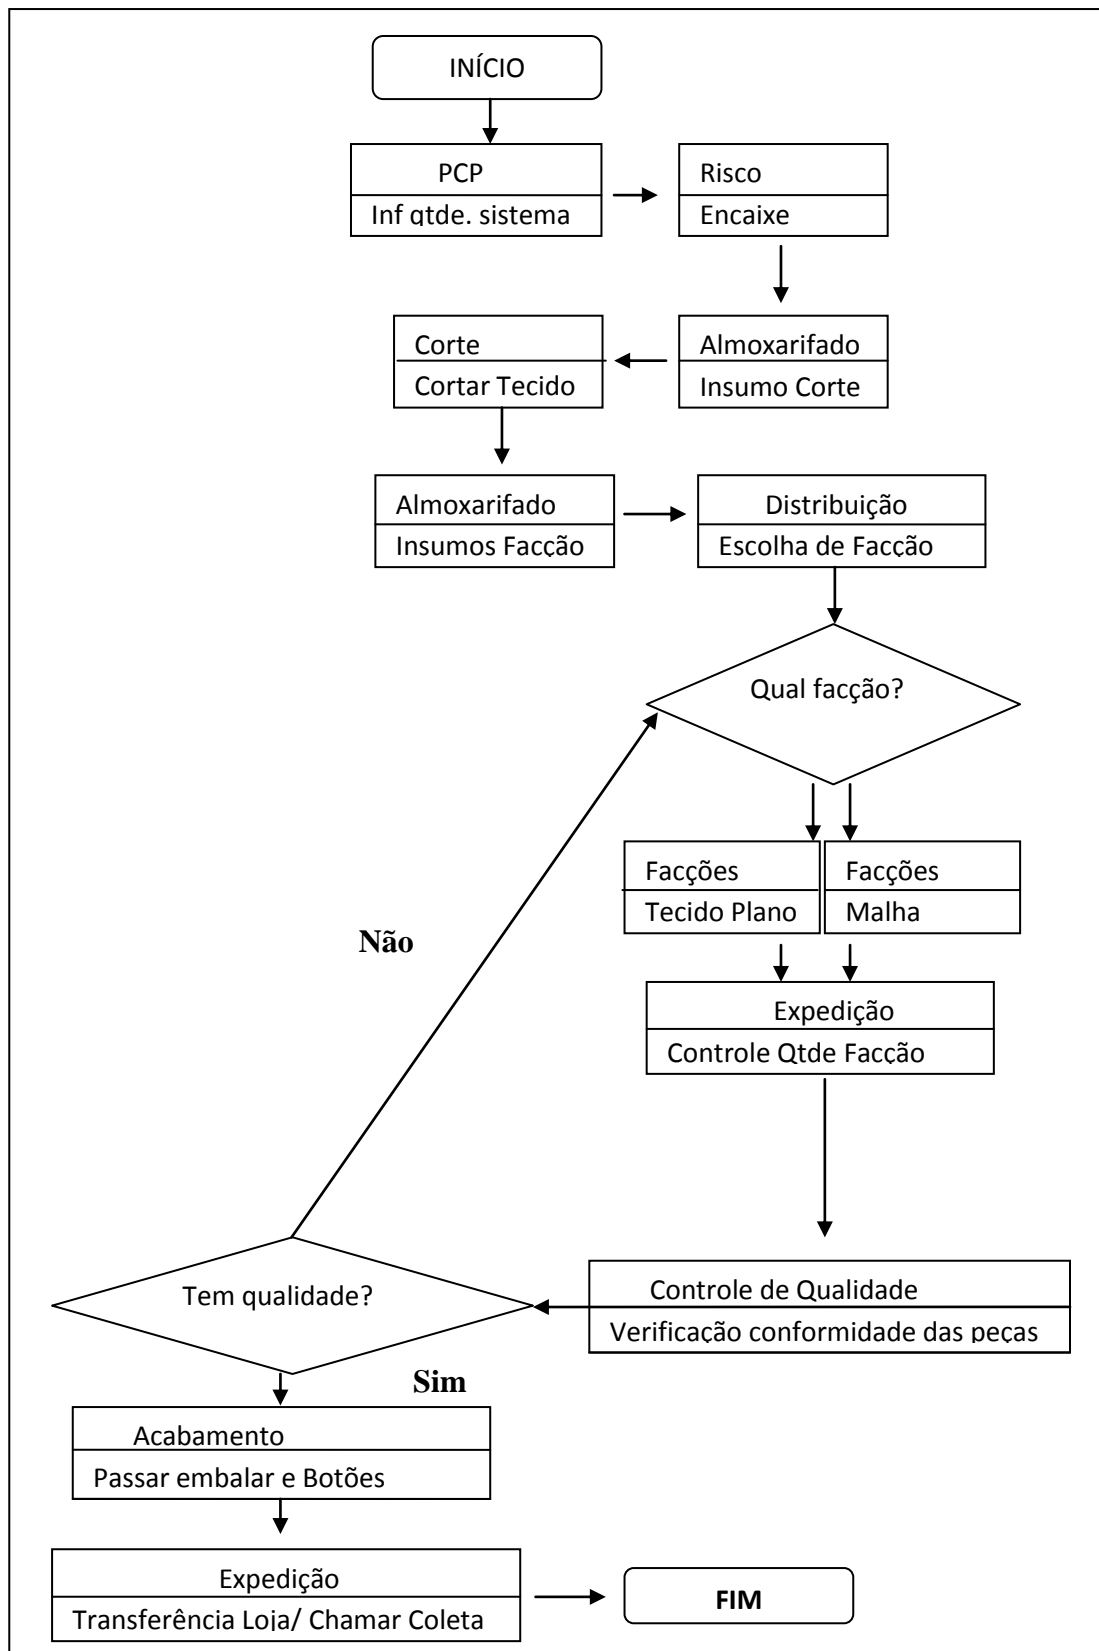 INÍCIO
PCP
Inf qtde. sistema
Risco
Encaixe
Corte
Cortar Tecido
Almoxarifado
Insumo Corte
Almoxarifado
Insumos Facção
Distribuição
Escolha de Facção
Qual facção?
Facções
Tecido Plano
Facções
Malha
Não
Expedição
Controle Qtde Facção
Tem qualidade?
Controle de Qualidade
Verificação conformidade das peças
Sim
Acabamento
Passar embalar e Botões
Expedição
Transferência Loja/ Chamar Coleta
FIM